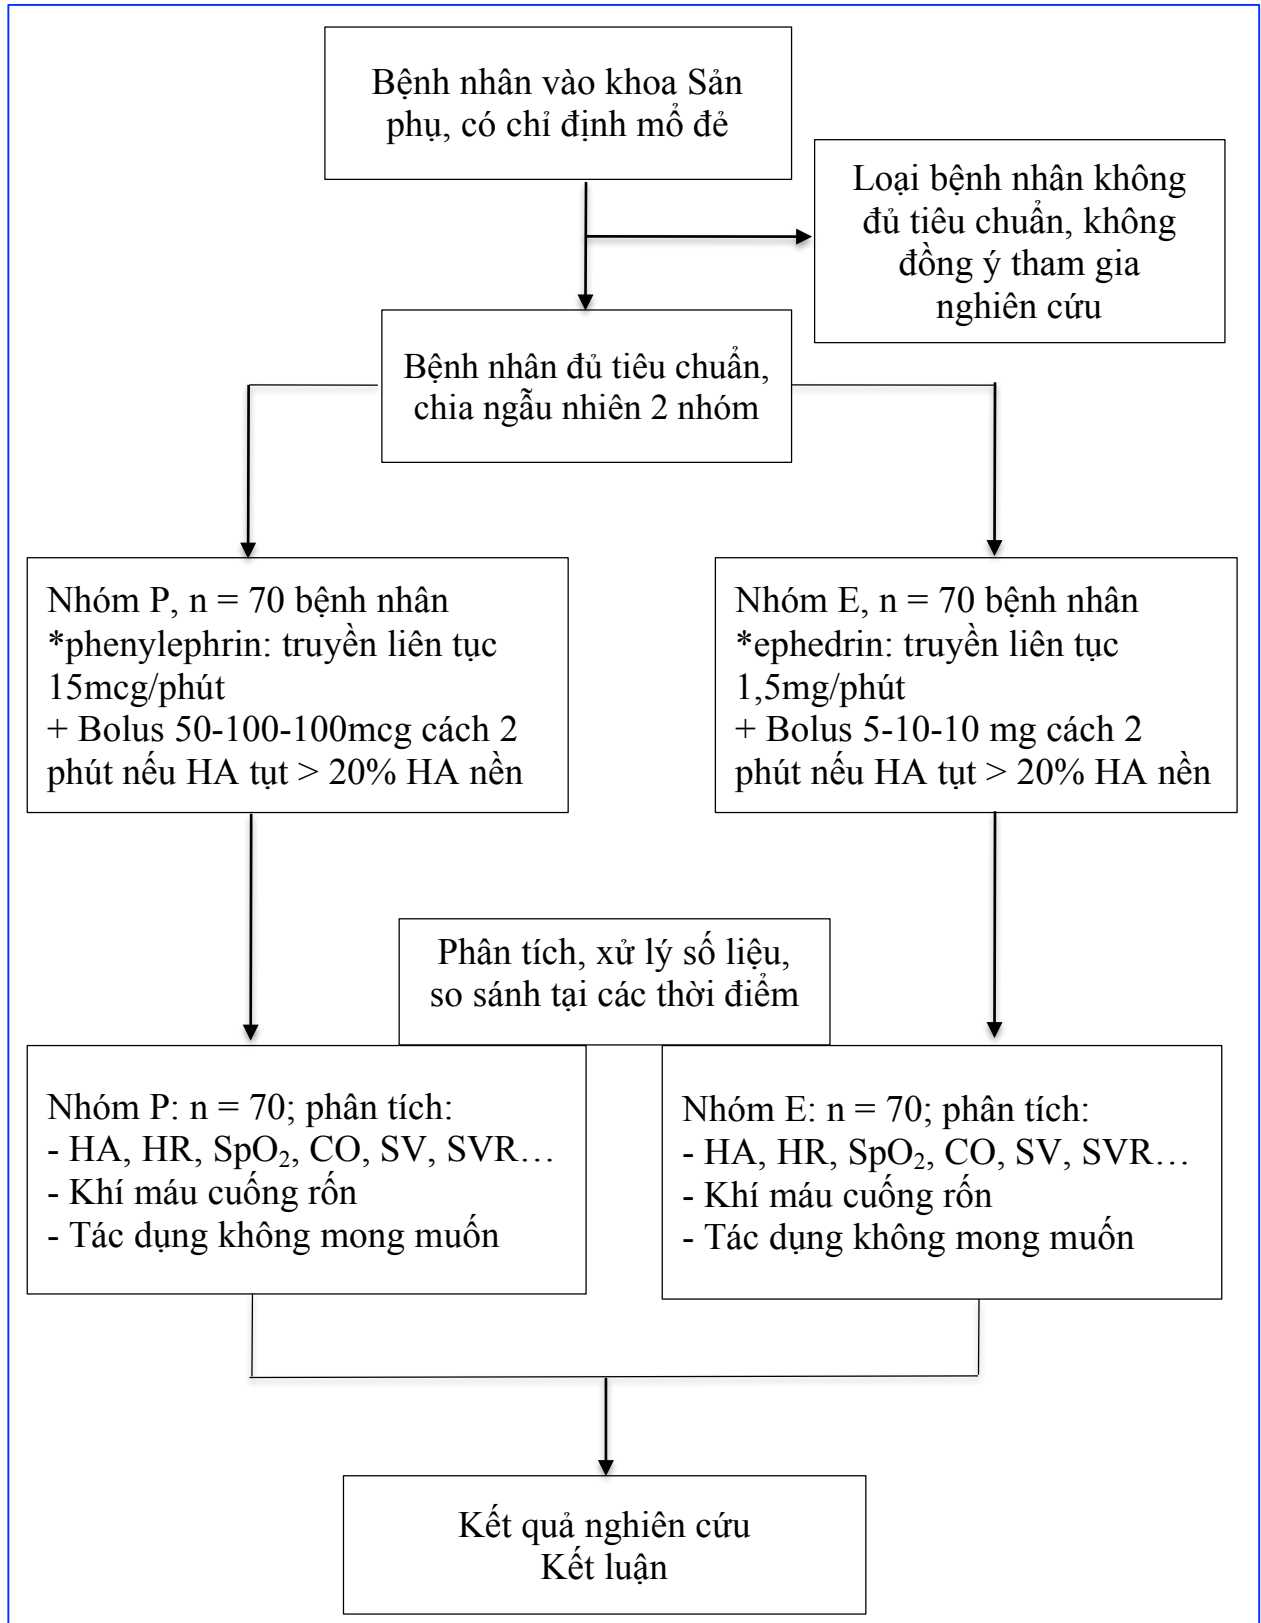 Bệnh nhân vào khoa Sản
phụ, có chỉ định mổ đẻ
Loại bệnh nhân không
đủ tiêu chuẩn, không
đồng ý tham gia
nghiên cứu
Bệnh nhân đủ tiêu chuẩn,
chia ngẫu nhiên 2 nhóm
Nhóm P, n = 70 bệnh nhân
*phenylephrin: truyền liên tục
15mcg/phút
+ Bolus 50-100-100mcg cách 2
phút nếu HA tụt > 20% HA nền
Nhóm E, n = 70 bệnh nhân
*ephedrin: truyền liên tục
1,5mg/phút
+ Bolus 5-10-10 mg cách 2
phút nếu HA tụt > 20% HA nền
Phân tích, xử lý số liệu,
so sánh tại các thời điểm
Nhóm P: n = 70; phân tích:
- HA, HR, SpO₂, CO, SV, SVR…
- Khí máu cuống rốn
- Tác dụng không mong muốn
Nhóm E: n = 70; phân tích:
- HA, HR, SpO₂, CO, SV, SVR…
- Khí máu cuống rốn
- Tác dụng không mong muốn
Kết quả nghiên cứu
Kết luận